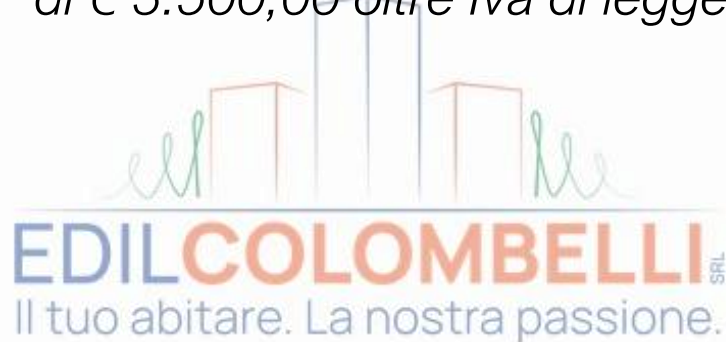 di € 3.500,00 oltre Iva di legge
EDILCOLOMBELLI SRL
Il tuo abitare. La nostra passione.